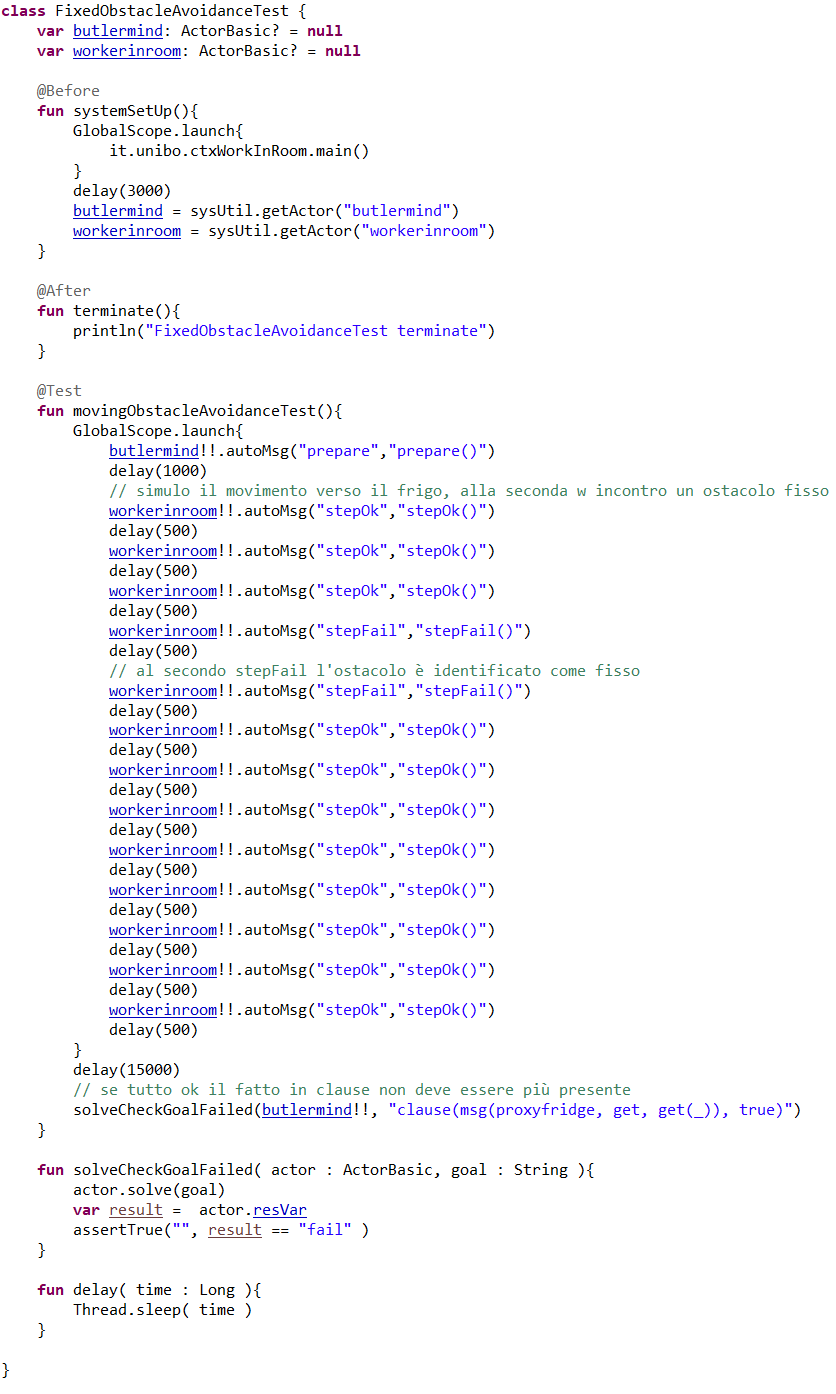 class FixedObstacleAvoidanceTest {
    var butlermind: ActorBasic? = null
    var workerinroom: ActorBasic? = null

    @Before
    fun systemSetUp(){
        GlobalScope.launch{
            it.unibo.ctxWorkInRoom.main()
        }
        delay(3000)
        butlermind = sysUtil.getActor("butlermind")
        workerinroom = sysUtil.getActor("workerinroom")
    }

    @After
    fun terminate(){
        println("FixedObstacleAvoidanceTest terminate")
    }

    @Test
    fun movingObstacleAvoidanceTest(){
        GlobalScope.launch{
            butlermind!!.autoMsg("prepare","prepare()")
            delay(1000)
            // simulo il movimento verso il frigo, alla seconda w incontro un ostacolo fisso
            workerinroom!!.autoMsg("stepOk","stepOk()")
            delay(500)
            workerinroom!!.autoMsg("stepOk","stepOk()")
            delay(500)
            workerinroom!!.autoMsg("stepOk","stepOk()")
            delay(500)
            workerinroom!!.autoMsg("stepFail","stepFail()")
            delay(500)
            // al secondo stepFail l'ostacolo è identificato come fisso
            workerinroom!!.autoMsg("stepFail","stepFail()")
            delay(500)
            workerinroom!!.autoMsg("stepOk","stepOk()")
            delay(500)
            workerinroom!!.autoMsg("stepOk","stepOk()")
            delay(500)
            workerinroom!!.autoMsg("stepOk","stepOk()")
            delay(500)
            workerinroom!!.autoMsg("stepOk","stepOk()")
            delay(500)
            workerinroom!!.autoMsg("stepOk","stepOk()")
            delay(500)
            workerinroom!!.autoMsg("stepOk","stepOk()")
            delay(500)
            workerinroom!!.autoMsg("stepOk","stepOk()")
            delay(500)
            workerinroom!!.autoMsg("stepOk","stepOk()")
            delay(500)
        }
        delay(15000)
        // se tutto ok il fatto in clause non deve essere più presente
        solveCheckGoalFailed(butlermind!!, "clause(msg(proxyfridge, get, get(_)), true)")
    }

    fun solveCheckGoalFailed( actor : ActorBasic, goal : String ){
        actor.solve(goal)
        var result =  actor.resVar
        assertTrue("", result == "fail" )
    }

    fun delay( time : Long ){
        Thread.sleep( time )
    }

}